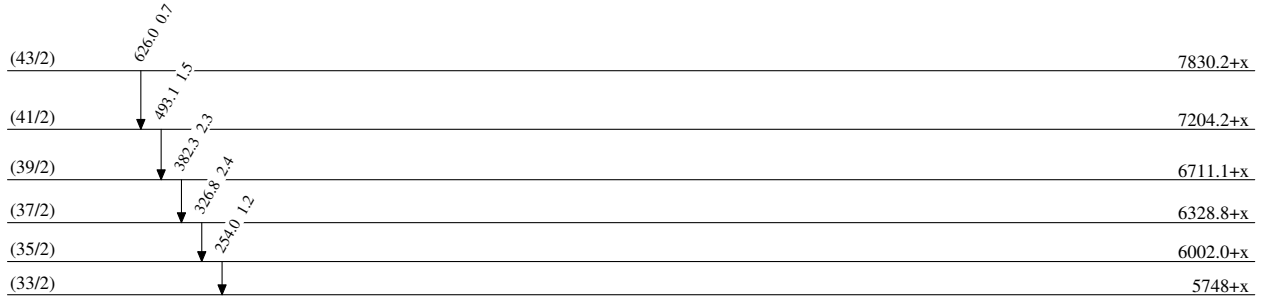 626.0 0.7
(43/2) 7830.2+x
493.1 1.5
(41/2) 7204.2+x
382.3 2.3
(39/2) 6711.1+x
326.8 2.4
(37/2) 6328.8+x
254.0 1.2
(35/2) 6002.0+x
(33/2) 5748+x